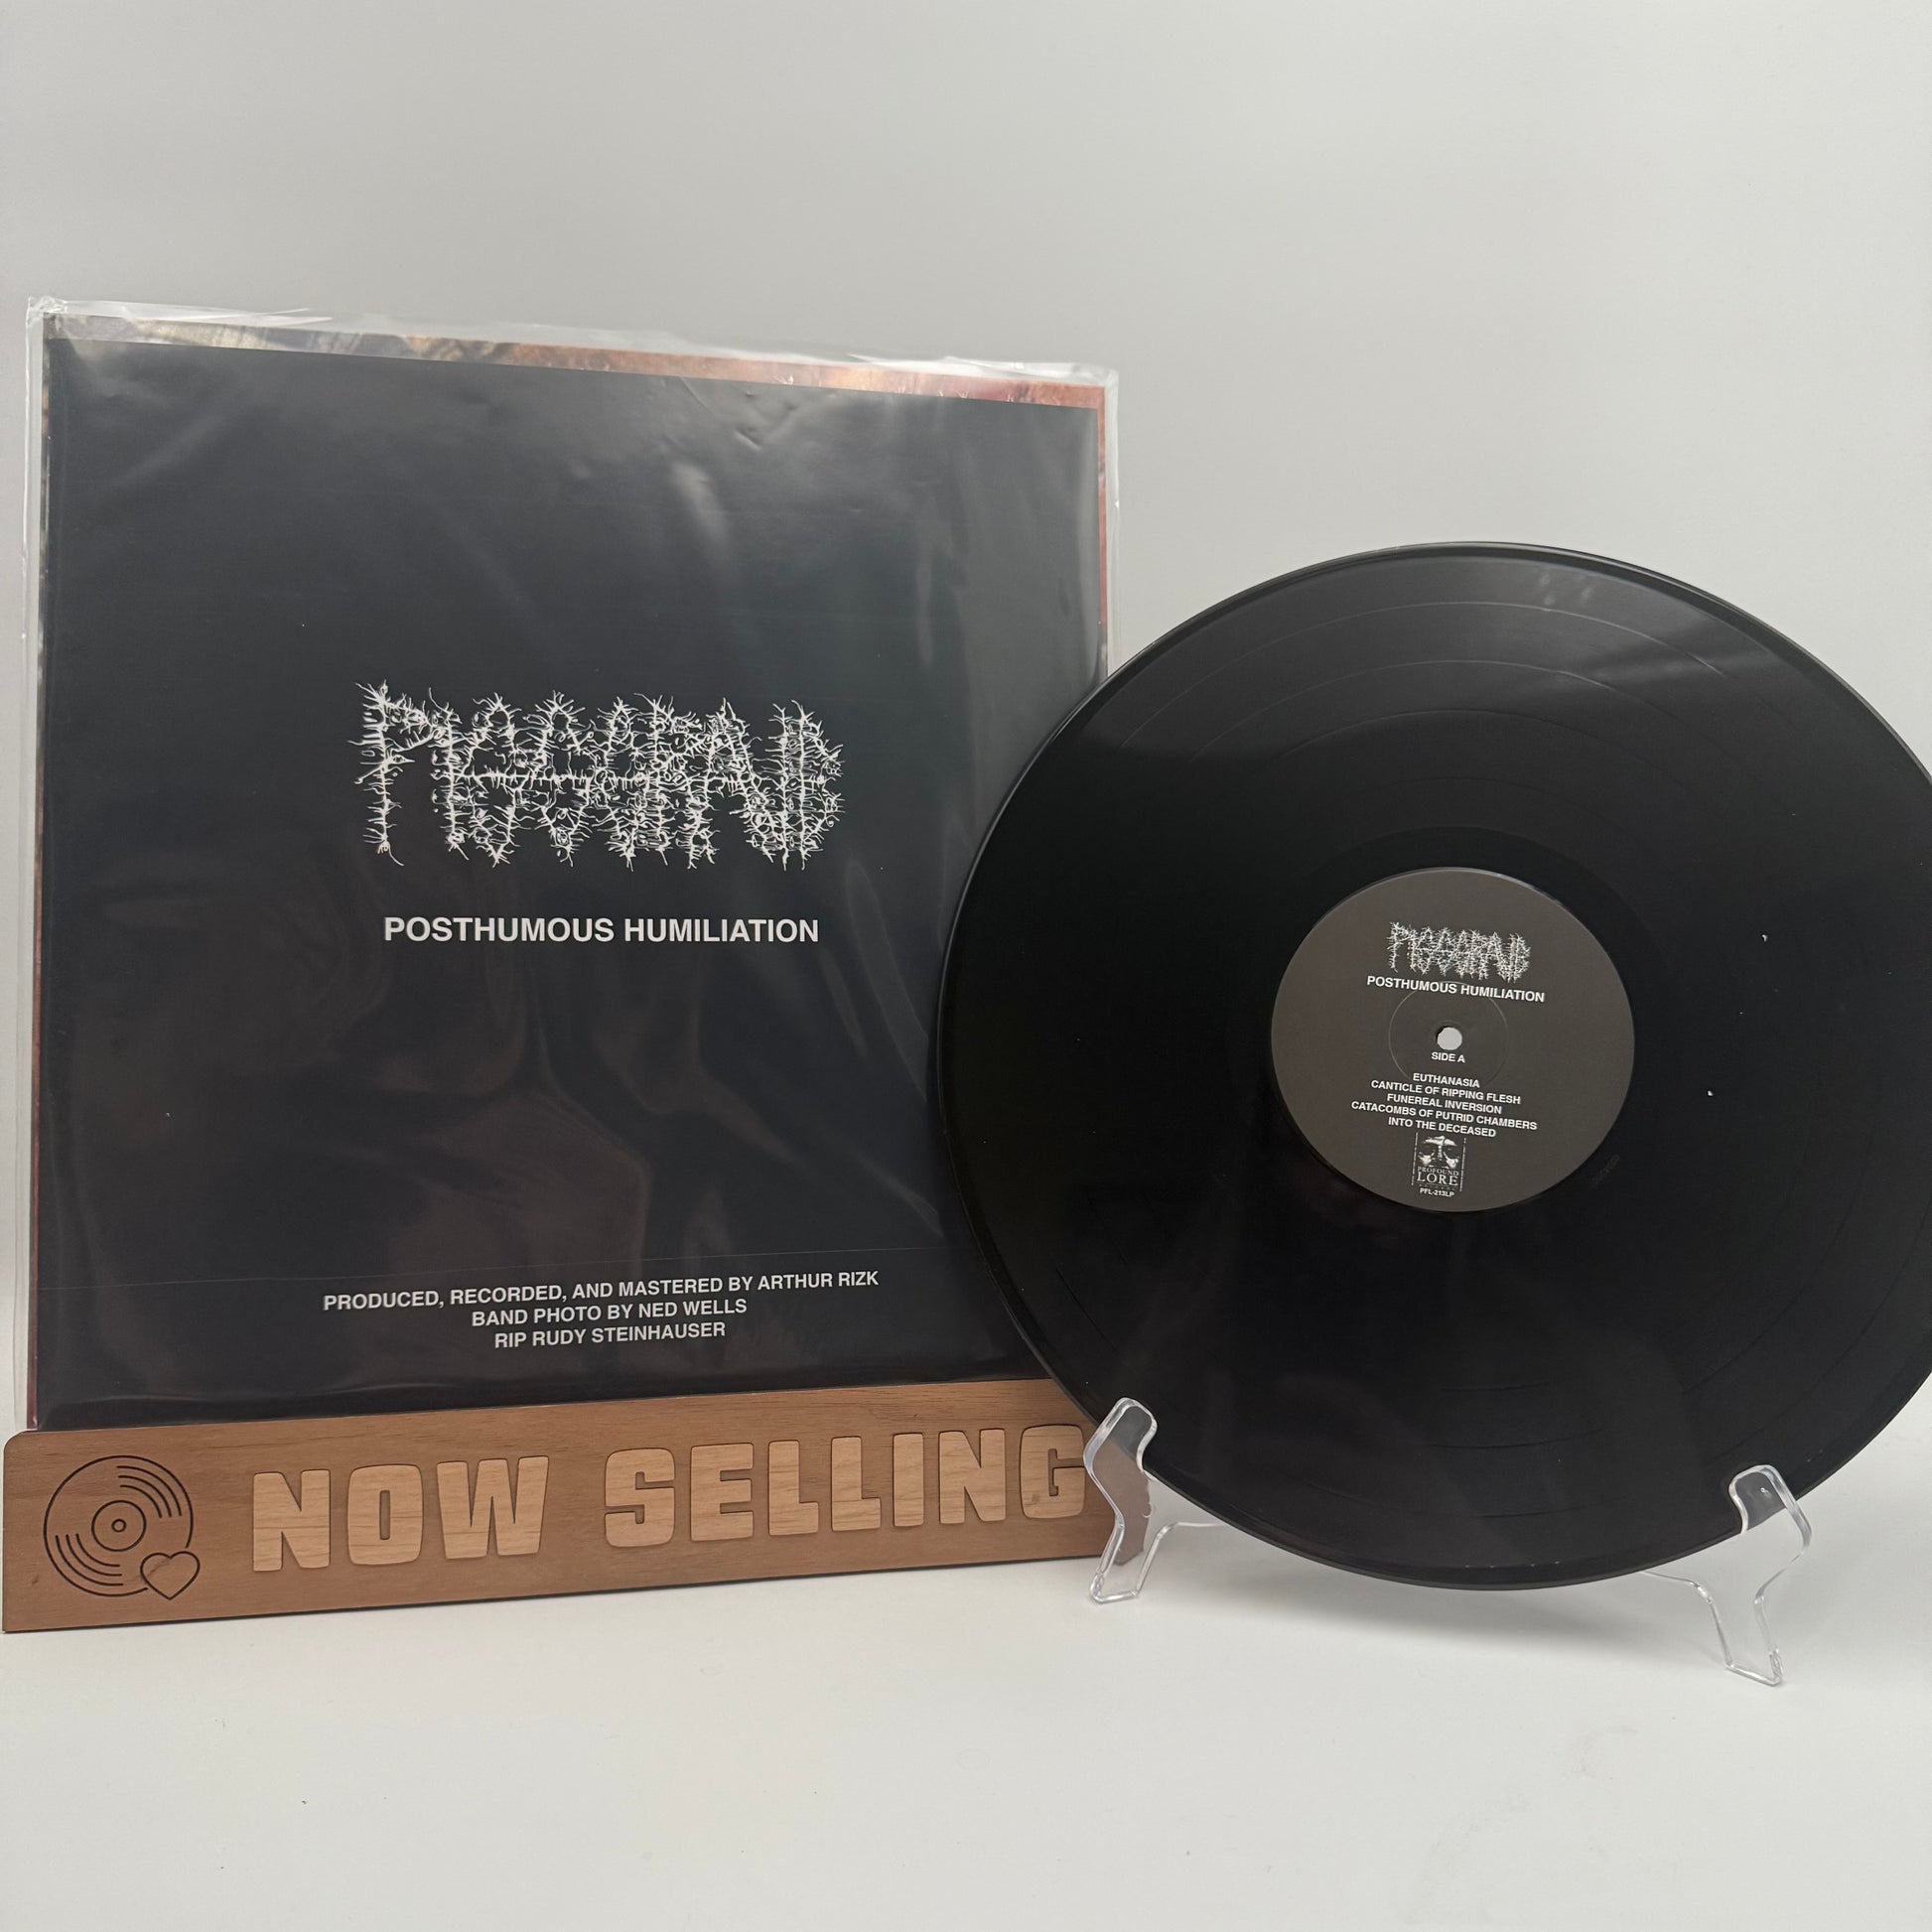 POSTHUMOUS HUMILIATION
PRODUCED, RECORDED, AND MASTERED BY ARTHUR RIZK
BAND PHOTO BY NED WELLS
RIP RUDY STEINHAUSER
NOW SELLING
POSTHUMOUS HUMILIATION
SIDE A
EUTHANASIA
CANTICLE OF RIPPING FLESH
FUNEREAL INVERSION
CATACOMBS OF PUTRID CHAMBERS
INTO THE DECEASED
PROFOUND
LORE
PFL-213LP